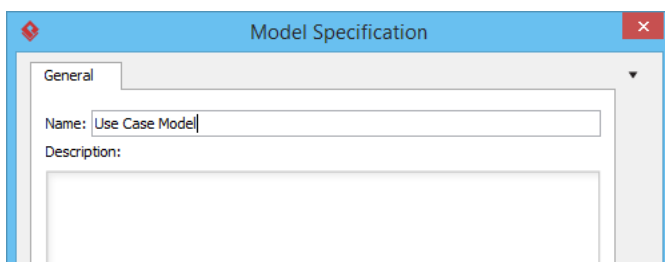 Model Specification
General
Name: Use Case Model
Description: